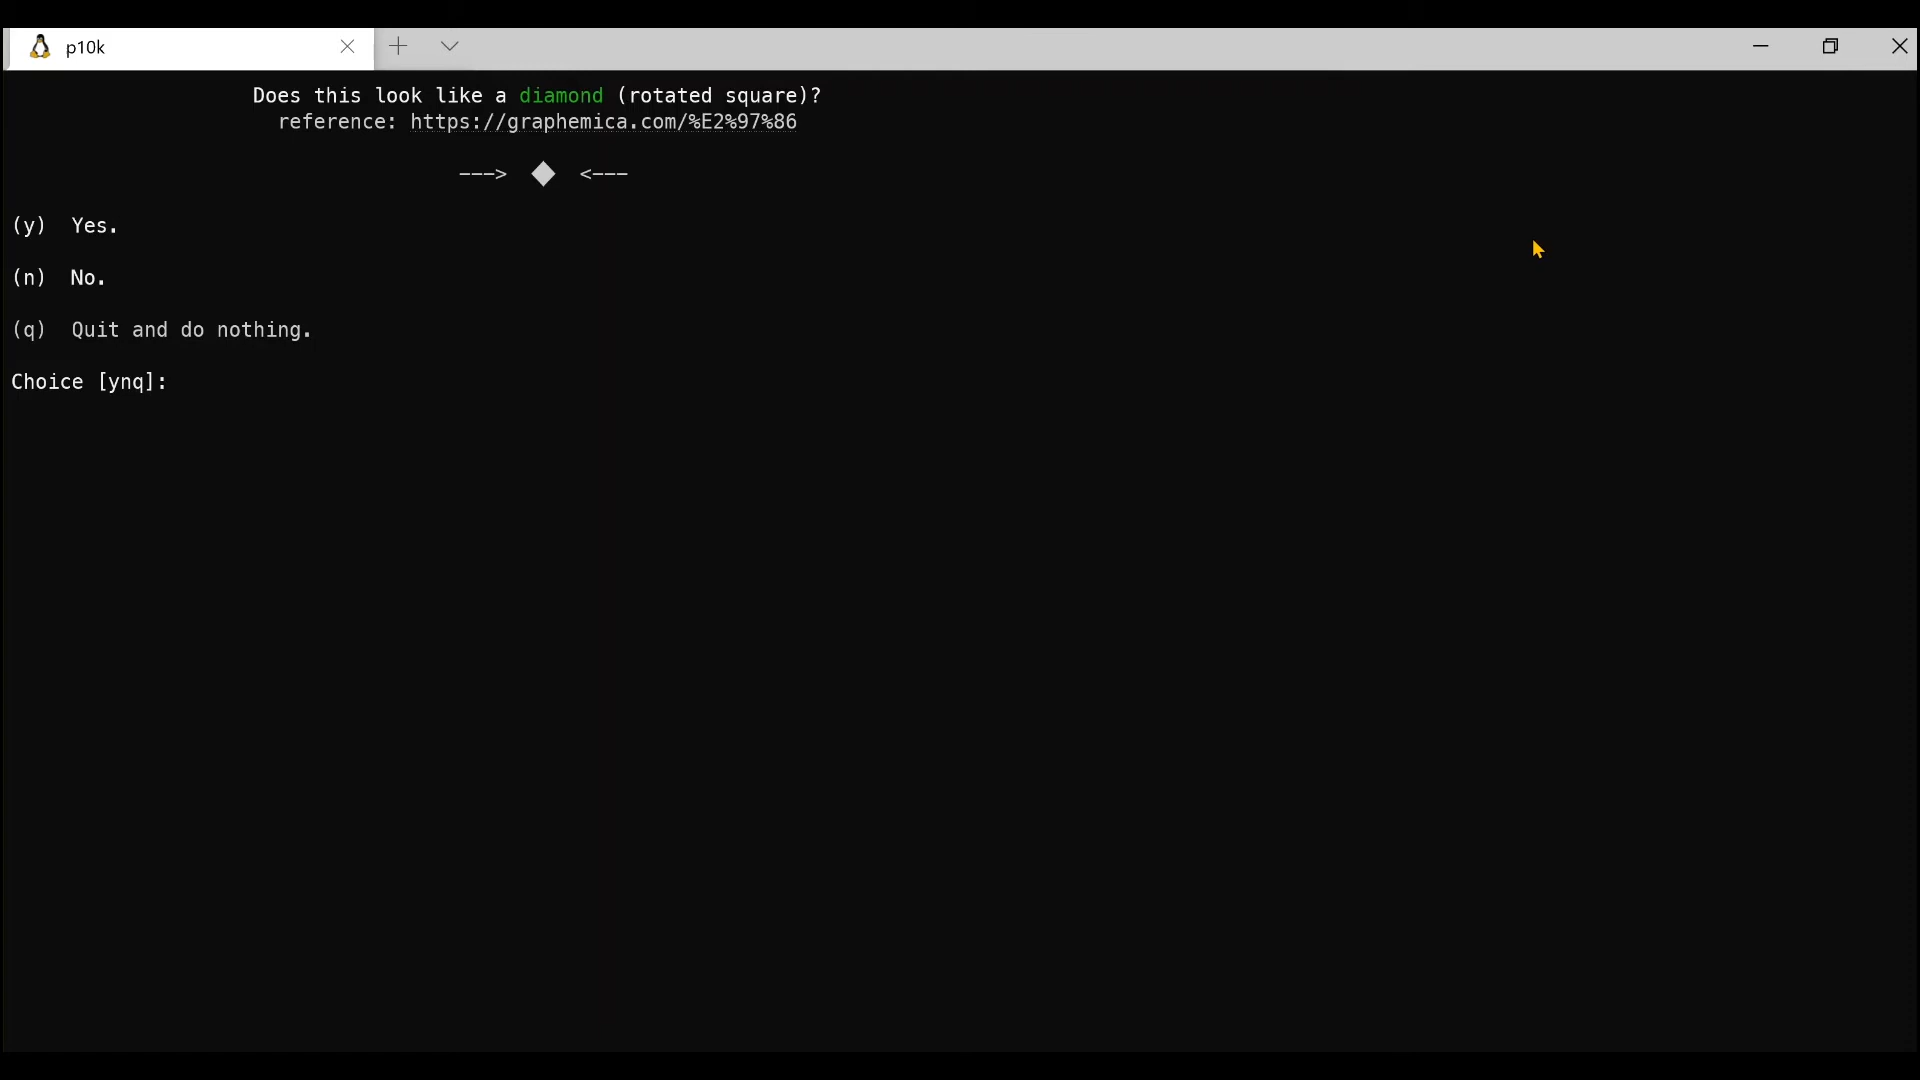 p10k
Does this look like a diamond (rotated square)?
reference: https://graphemica.com/%E2%97%86
---> ◆ <---
(y) Yes.
(n) No.
(q) Quit and do nothing.
Choice [ynq]: